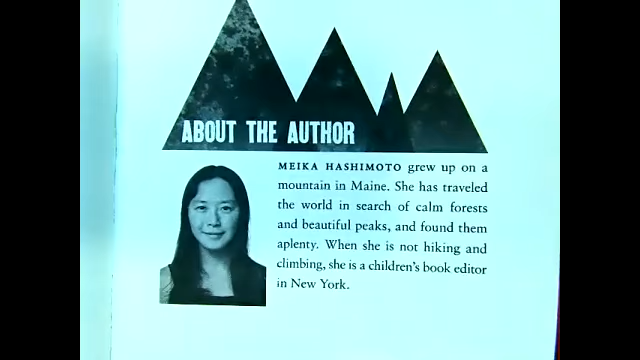 ABOUT THE AUTHOR
MEIKA HASHIMOTO grew up on a
mountain in Maine. She has traveled
the world in search of calm forests
and beautiful peaks, and found them
aplenty. When she is not hiking and
climbing, she is a children's book editor
in New York.